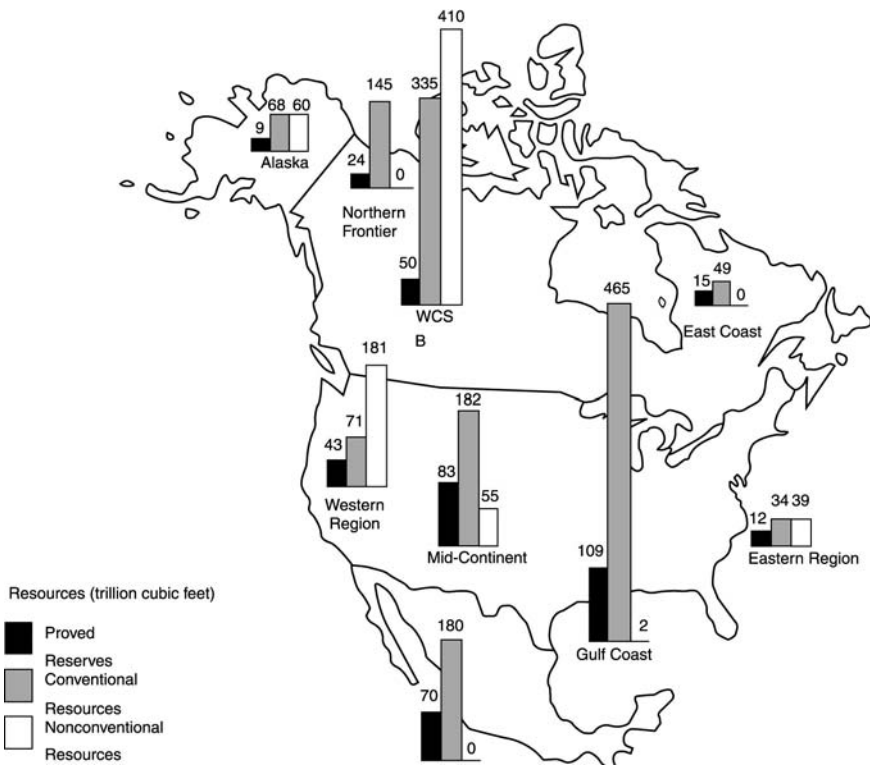 410
145 335
68 60
9
Alaska
24 0
Northern
Frontier
50
WCS
B
465
49
15 0
East Coast
181
71
43
Western
Region
182
83
55
Mid-Continent
34 39
12
Eastern Region
109
2
Gulf Coast
180
70
0
Resources (trillion cubic feet)
Proved
Reserves
Conventional
Resources
Nonconventional
Resources